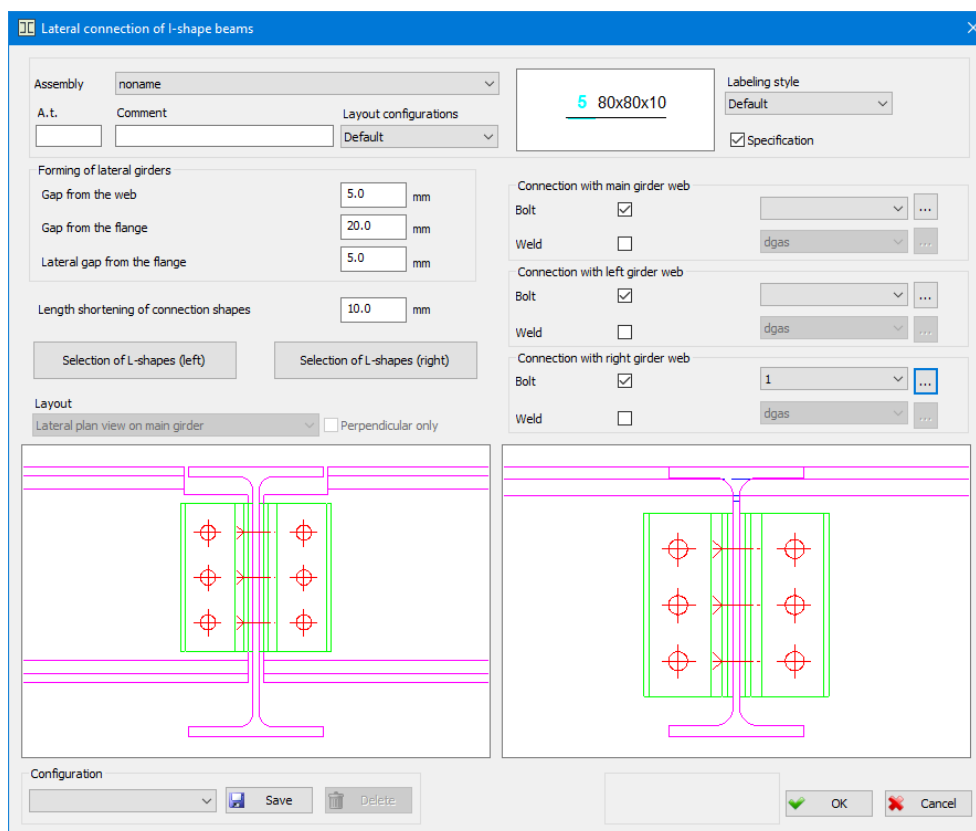 Lateral connection of I-shape beams
Assembly
noname
A.t.
Comment
Layout configurations
Default
5 80x80x10
Labeling style
Default
Specification
Forming of lateral girders
Gap from the web
5.0
mm
Gap from the flange
20.0
mm
Lateral gap from the flange
5.0
mm
Length shortening of connection shapes
10.0
mm
Selection of L-shapes (left)
Selection of L-shapes (right)
Layout
Lateral plan view on main girder
Perpendicular only
Connection with main girder web
Bolt
...
Weld
dgas
...
Connection with left girder web
Bolt
...
Weld
dgas
...
Connection with right girder web
Bolt
1
...
Weld
dgas
...
Configuration
Save
Delete
OK
Cancel